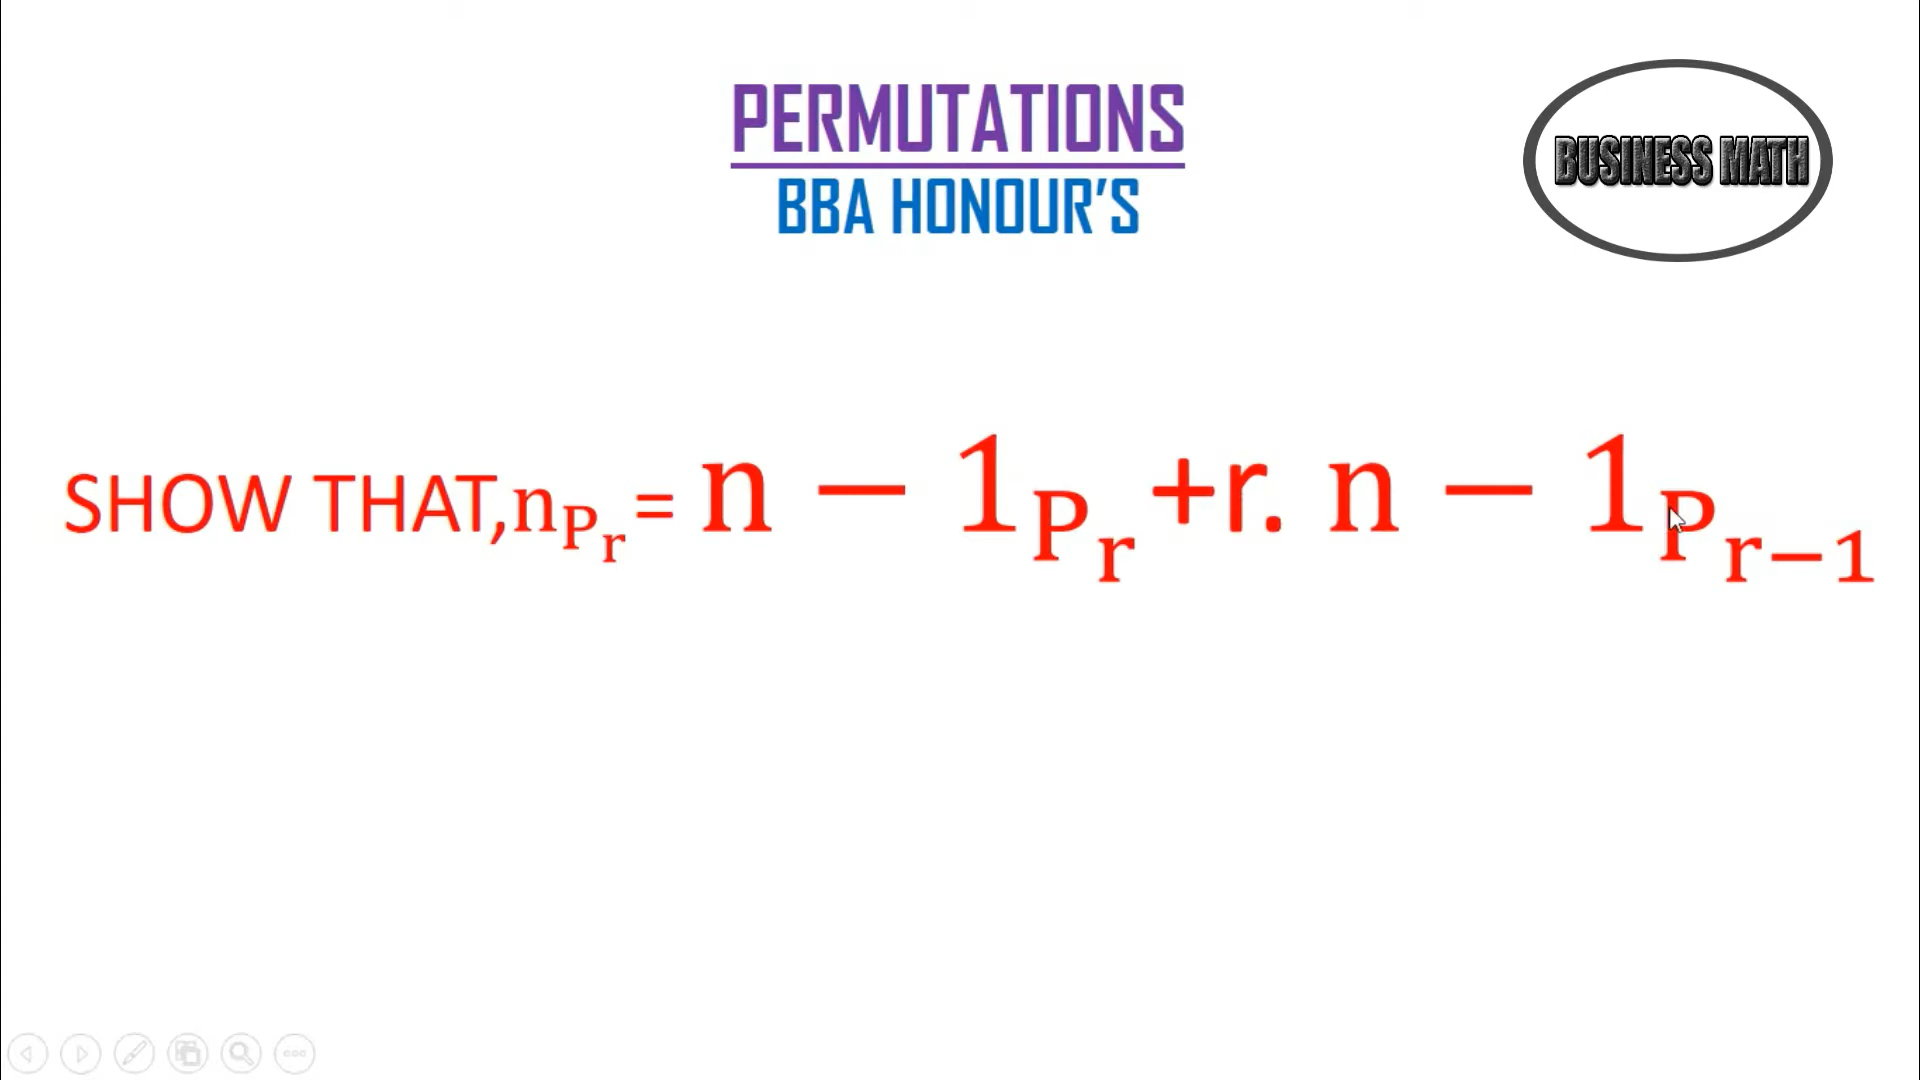 PERMUTATIONS
BBA HONOUR'S
BUSINESS MATH
SHOW THAT,nPr= n − 1Pr+r. n − 1Pr−1